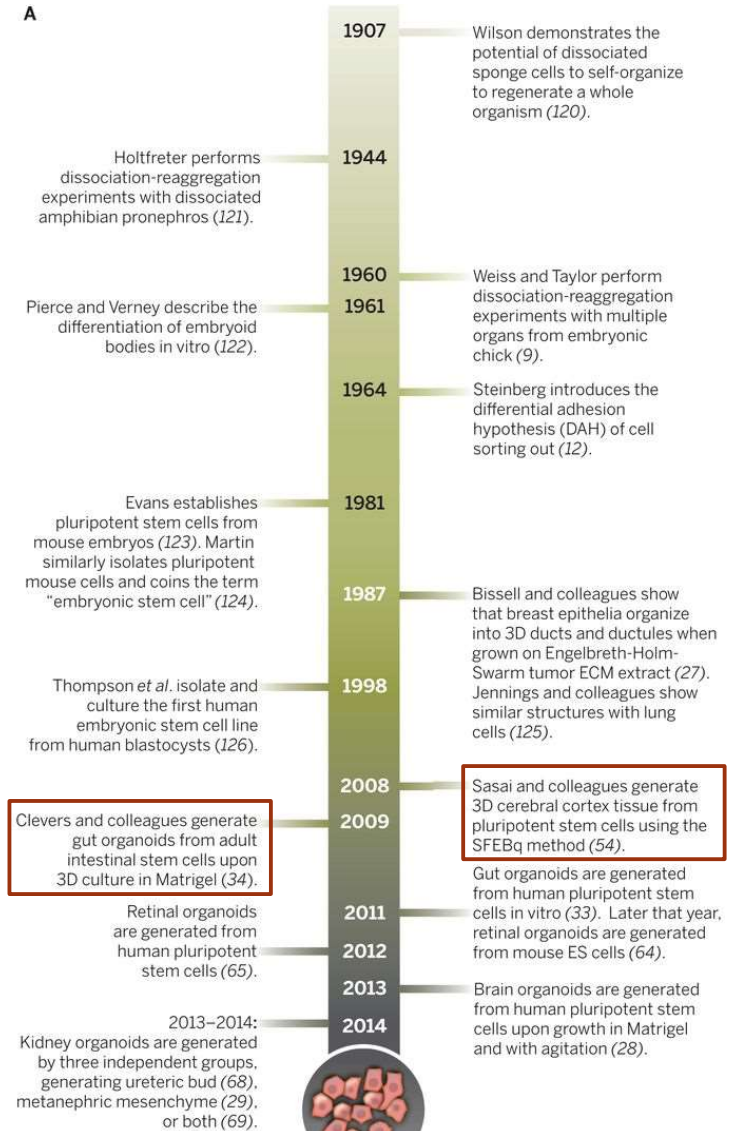 A
1907
Wilson demonstrates the
potential of dissociated
sponge cells to self-organize
to regenerate a whole
organism (120).
Holtfreter performs
dissociation-reaggregation
experiments with dissociated
amphibian pronephros (121).
1944
1960
Weiss and Taylor perform
dissociation-reaggregation
experiments with multiple
organs from embryonic
chick (9).
Pierce and Verney describe the
differentiation of embryoid
bodies in vitro (122).
1961
1964
Steinberg introduces the
differential adhesion
hypothesis (DAH) of cell
sorting out (12).
Evans establishes
pluripotent stem cells from
mouse embryos (123). Martin
similarly isolates pluripotent
mouse cells and coins the term
“embryonic stem cell” (124).
1981
1987
Bissell and colleagues show
that breast epithelia organize
into 3D ducts and ductules when
grown on Engelbreth-Holm-
Swarm tumor ECM extract (27).
Jennings and colleagues show
similar structures with lung
cells (125).
Thompson et al. isolate and
culture the first human
embryonic stem cell line
from human blastocysts (126).
1998
2008
Sasai and colleagues generate
3D cerebral cortex tissue from
pluripotent stem cells using the
SFEBq method (54).
Clevers and colleagues generate
gut organoids from adult
intestinal stem cells upon
3D culture in Matrigel (34).
2009
2011
Gut organoids are generated
from human pluripotent stem
cells in vitro (33). Later that year,
retinal organoids are generated
from mouse ES cells (64).
Retinal organoids
are generated from
human pluripotent
stem cells (65).
2012
2013
Brain organoids are generated
from human pluripotent stem
cells upon growth in Matrigel
and with agitation (28).
2013–2014:
Kidney organoids are generated
by three independent groups,
generating ureteric bud (68),
metanephric mesenchyme (29),
or both (69).
2014